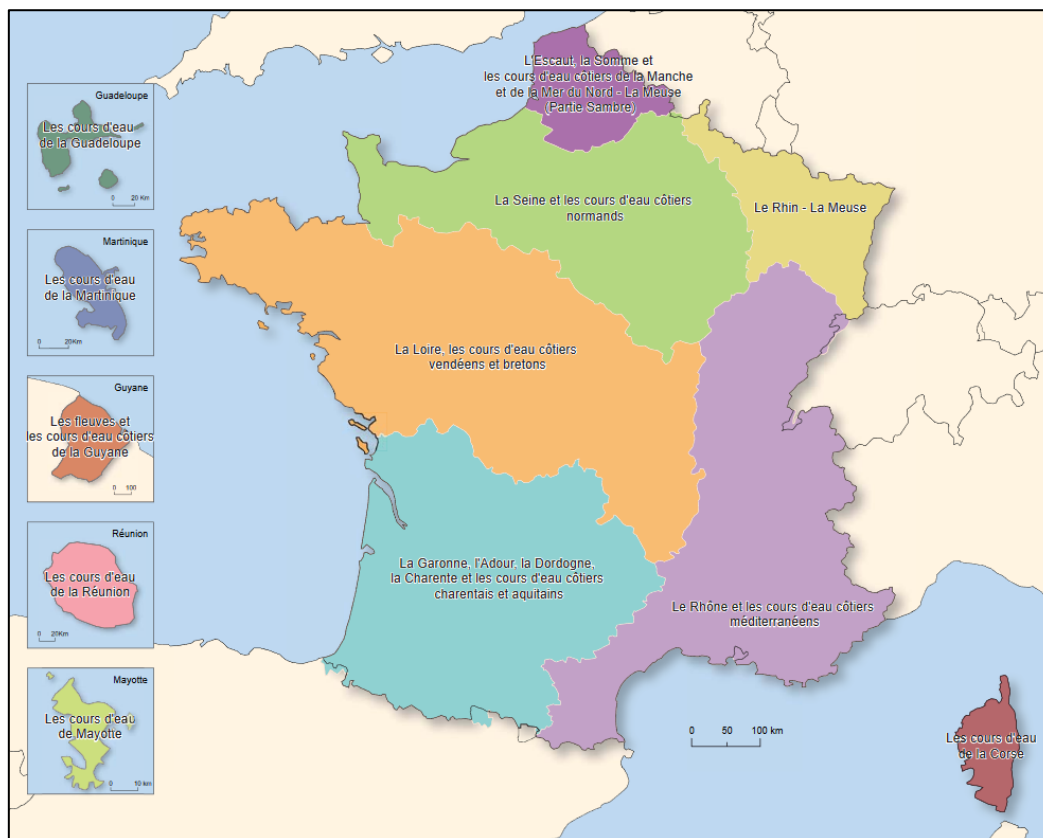 L'Escaut, la Somme et
les cours d'eau côtiers de la Manche
et de la Mer du Nord - La Meuse
(Partie Sambre)
Guadeloupe
Les cours d'eau
de la Guadeloupe
0 20 Km
La Seine et les cours d'eau côtiers
normands
Le Rhin - La Meuse
Martinique
Les cours d'eau
de la Martinique
0 20Km
La Loire, les cours d'eau côtiers
vendéens et bretons
Guyane
Les fleuves et
les cours d'eau côtiers
de la Guyane
0 100
Réunion
Les cours d'eau
de la Réunion
0 20Km
La Garonne, l'Adour, la Dordogne,
la Charente et les cours d'eau côtiers
charentais et aquitains
Le Rhône et les cours d'eau côtiers
méditerranéens
Mayotte
Les cours d'eau
de Mayotte
0 10 km
0 50 100 km
Les cours d'eau
de la Corse